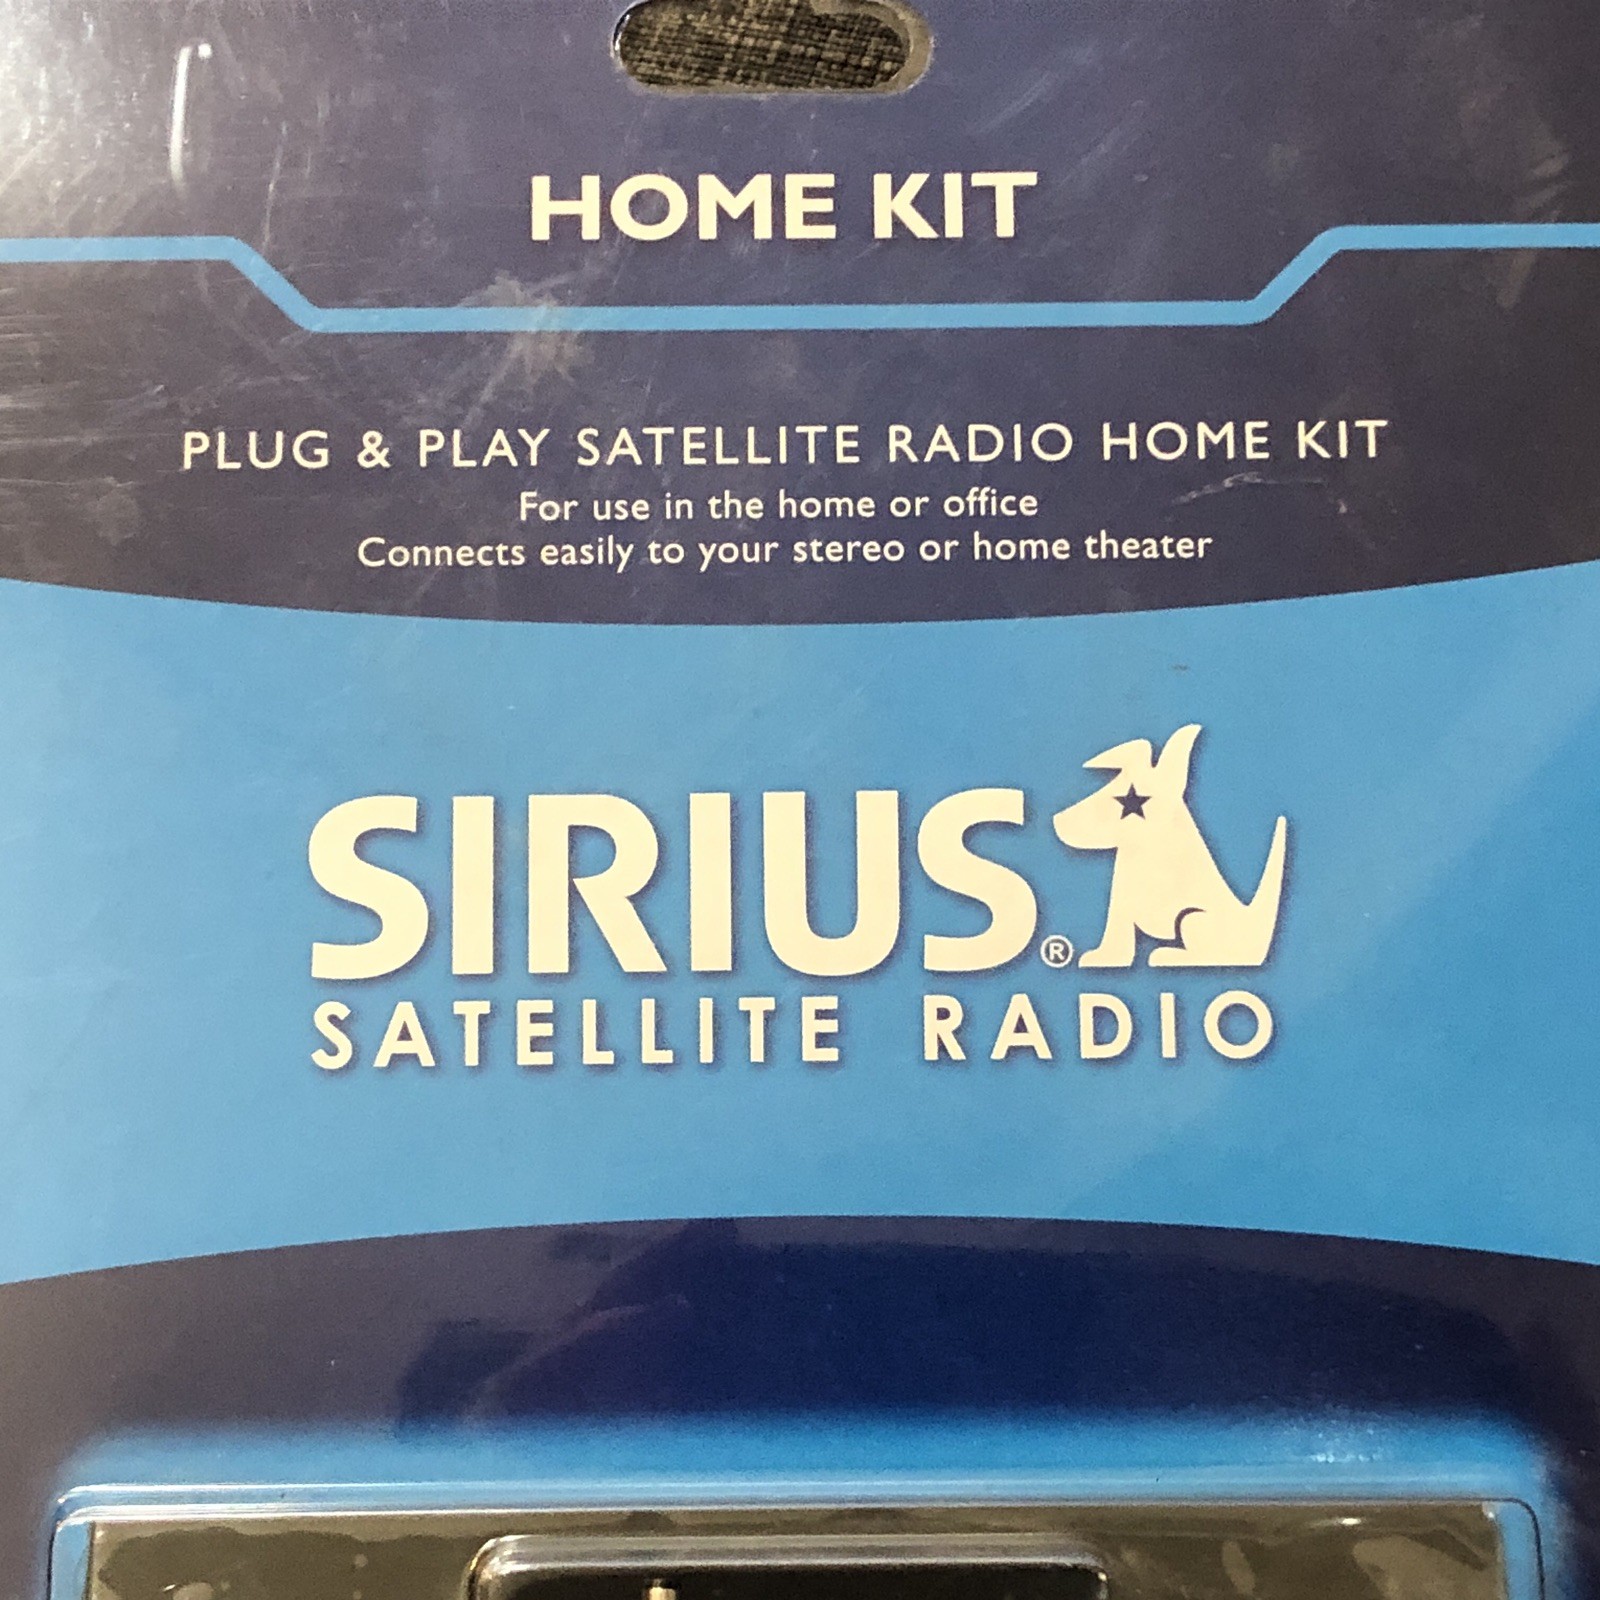 HOME KIT
PLUG & PLAY SATELLITE RADIO HOME KIT
For use in the home or office
Connects easily to your stereo or home theater
SIRIUS®
SATELLITE RADIO